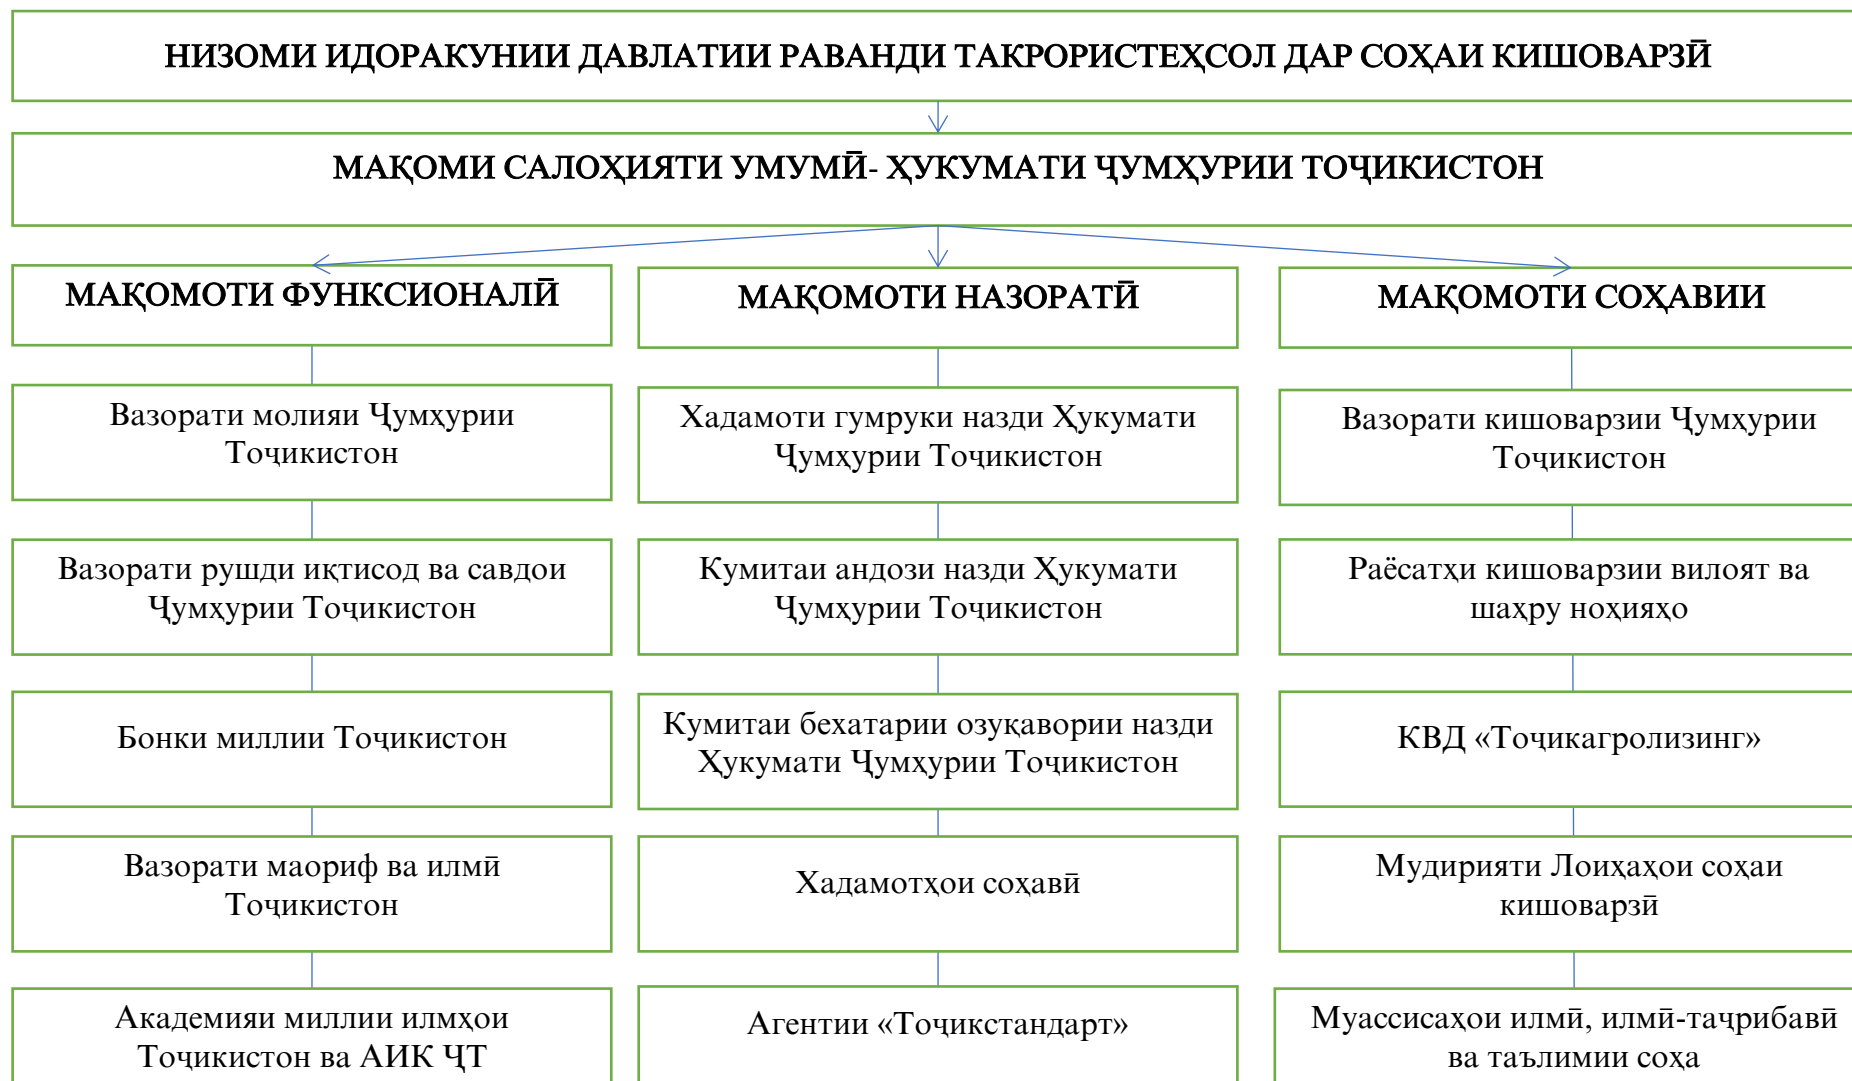 НИЗОМИ ИДОРАКУНИИ ДАВЛАТИИ РАВАНДИ ТАКРОРИСТЕҲСОЛ ДАР СОҲАИ КИШОВАРЗӢ
МАҚОМИ САЛОҲИЯТИ УМУМӢ- ҲУКУМАТИ ҶУМҲУРИИ ТОҶИКИСТОН
МАҚОМОТИ ФУНКСИОНАЛӢ
Вазорати молияи Ҷумҳурии
Тоҷикистон
Вазорати рушди иқтисод ва савдои
Ҷумҳурии Тоҷикистон
Бонки миллии Тоҷикистон
Вазорати маориф ва илмӣ
Тоҷикистон
Академияи миллии илмҳои
Тоҷикистон ва АИК ҶТ
МАҚОМОТИ НАЗОРАТӢ
Хадамоти гумруки назди Ҳукумати
Ҷумҳурии Тоҷикистон
Кумитаи андози назди Ҳукумати
Ҷумҳурии Тоҷикистон
Кумитаи бехатарии озуқавории назди
Ҳукумати Ҷумҳурии Тоҷикистон
Хадамотҳои соҳавӣ
Агентии «Тоҷикстандарт»
МАҚОМОТИ СОҲАВИИ
Вазорати кишоварзии Ҷумҳурии
Тоҷикистон
Раёсатҳи кишоварзии вилоят ва
шаҳру ноҳияҳо
КВД «Тоҷикагролизинг»
Мудирияти Лоиҳаҳои соҳаи
кишоварзӣ
Муассисаҳои илмӣ, илмӣ-таҷрибавӣ
ва таълимии соҳа